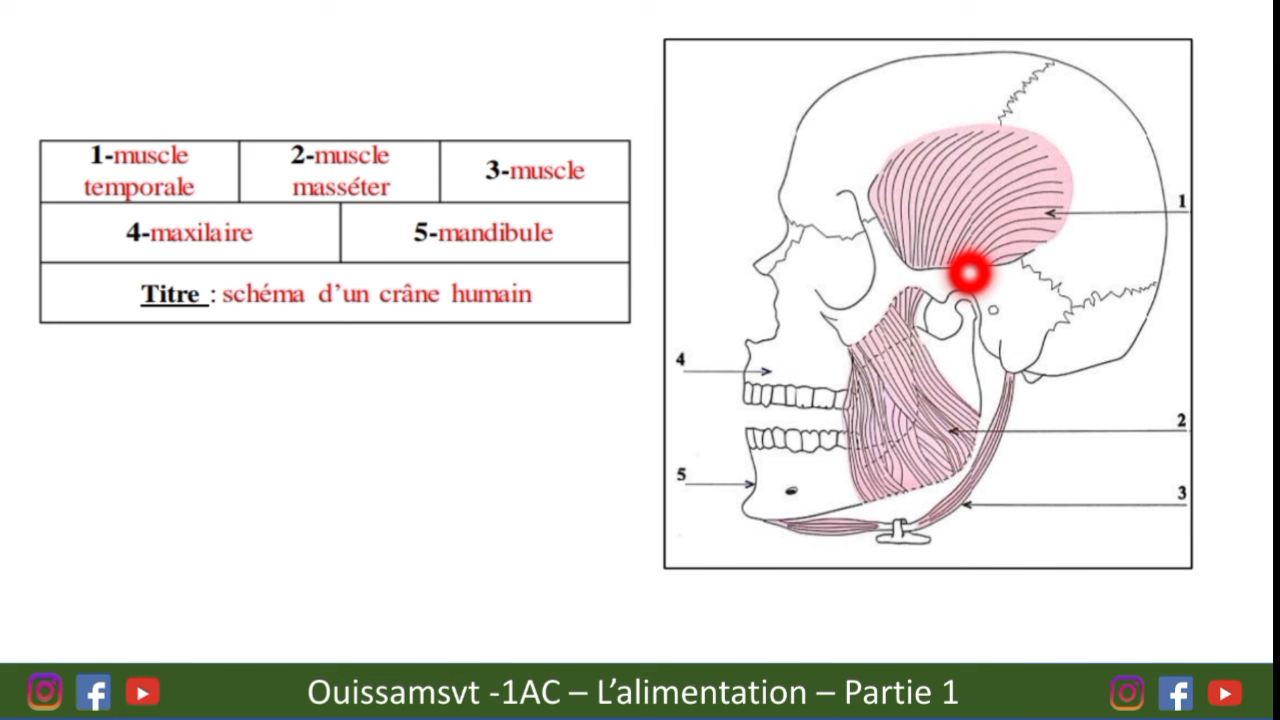 1-muscle
temporale
2-muscle
masséter
3-muscle
4-maxilaire
5-mandibule
Titre : schéma d’un crâne humain
1
4
2
5
3
Ouissamsvt -1AC – L’alimentation – Partie 1